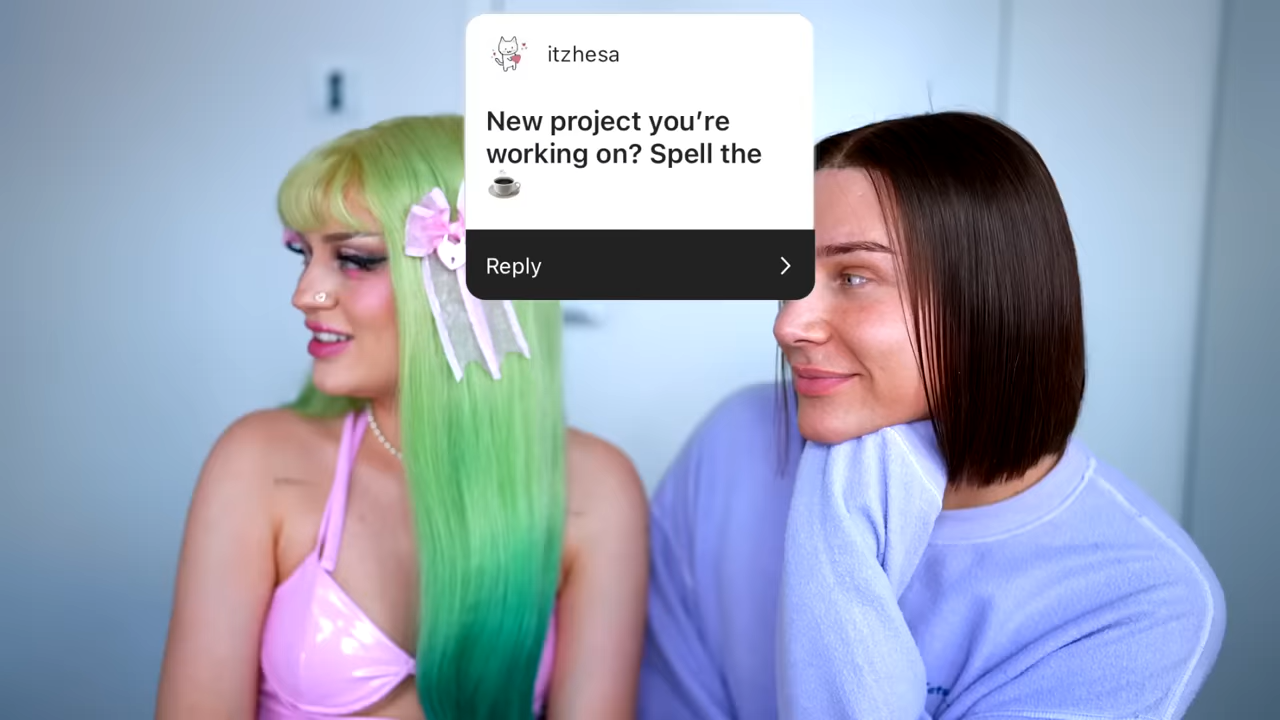 itzhesa
New project you're
working on? Spell the
☕
Reply